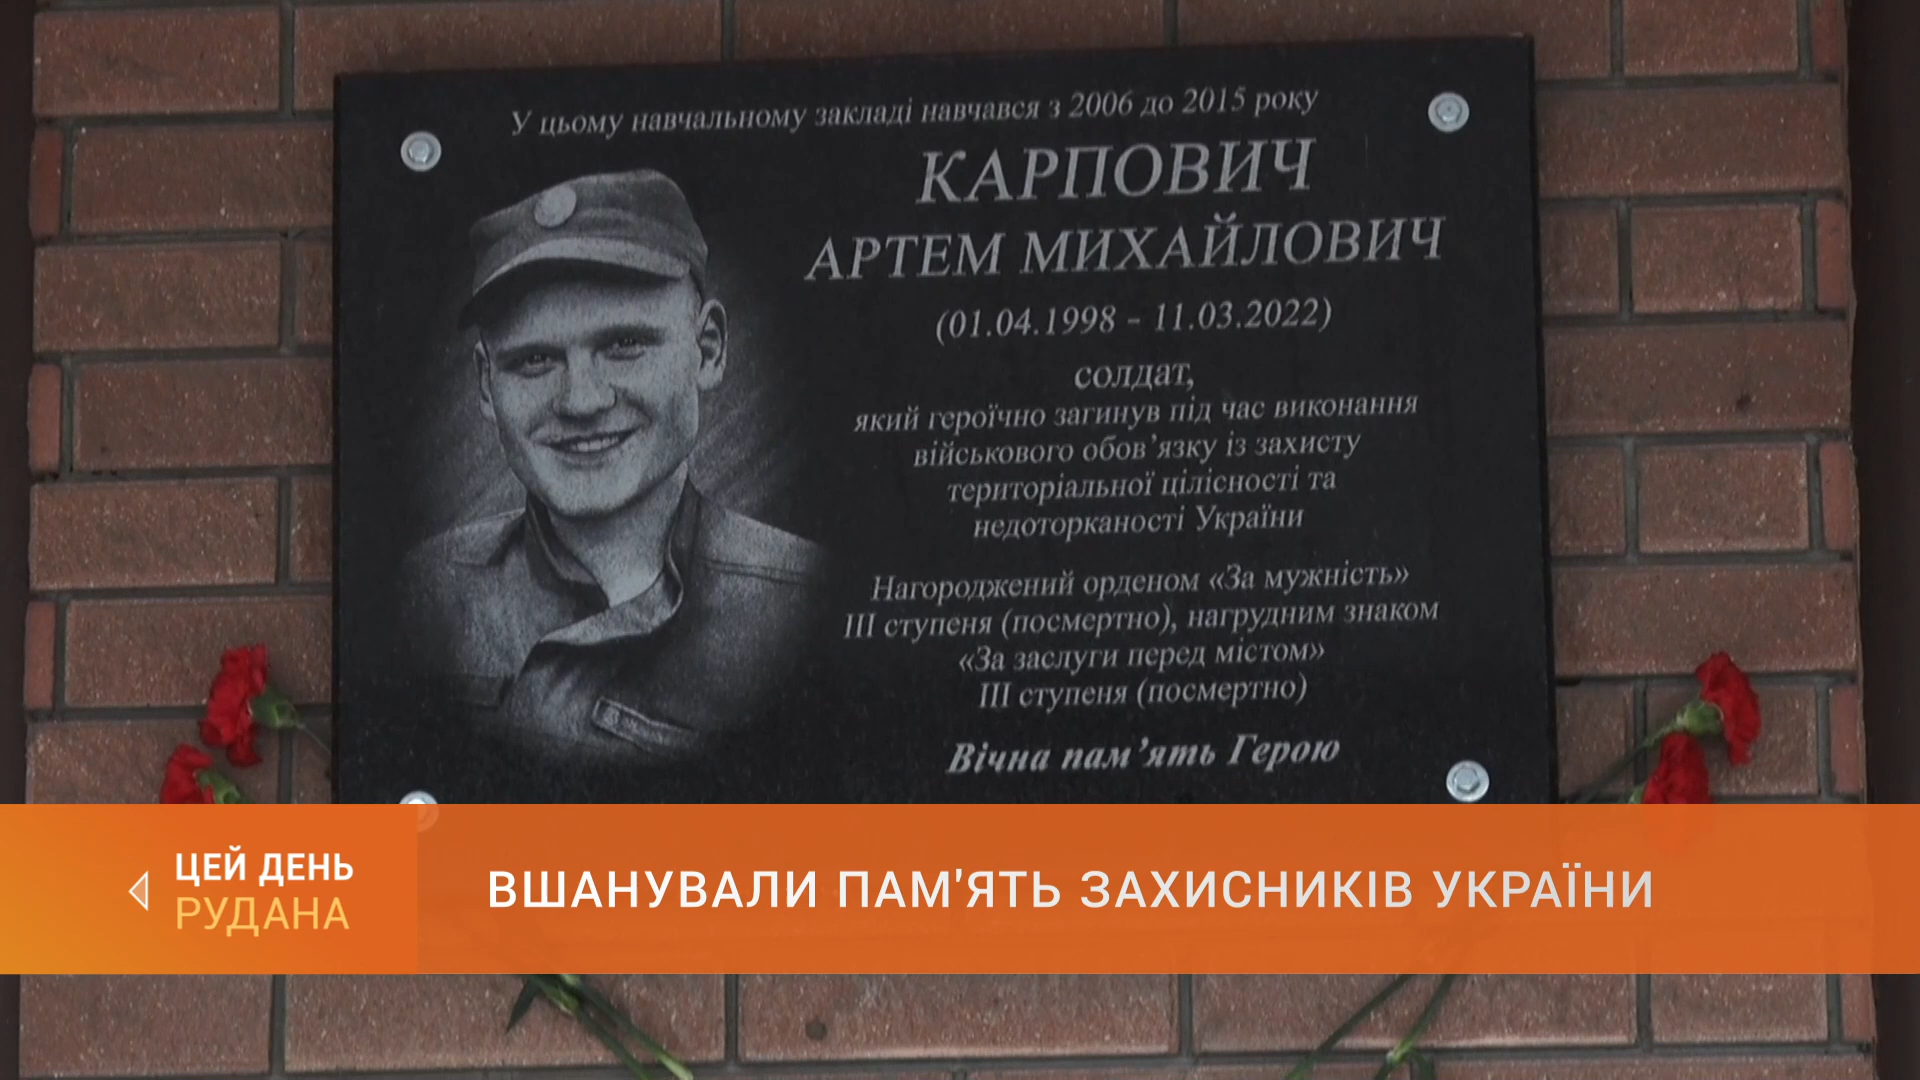 У цьому навчальному закладі навчався з 2006 до 2015 року
КАРПОВИЧ
АРТЕМ МИХАЙЛОВИЧ
(01.04.1998 - 11.03.2022)
солдат,
який героїчно загинув під час виконання
військового обов’язку із захисту
територіальної цілісності та
недоторканості України
Нагороджений орденом «За мужність»
III ступеня (посмертно), нагрудним знаком
«За заслуги перед містом»
III ступеня (посмертно)
Вічна пам’ять Герою
ЦЕЙ ДЕНЬ
РУДАНА
ВШАНУВАЛИ ПАМ'ЯТЬ ЗАХИСНИКІВ УКРАЇНИ